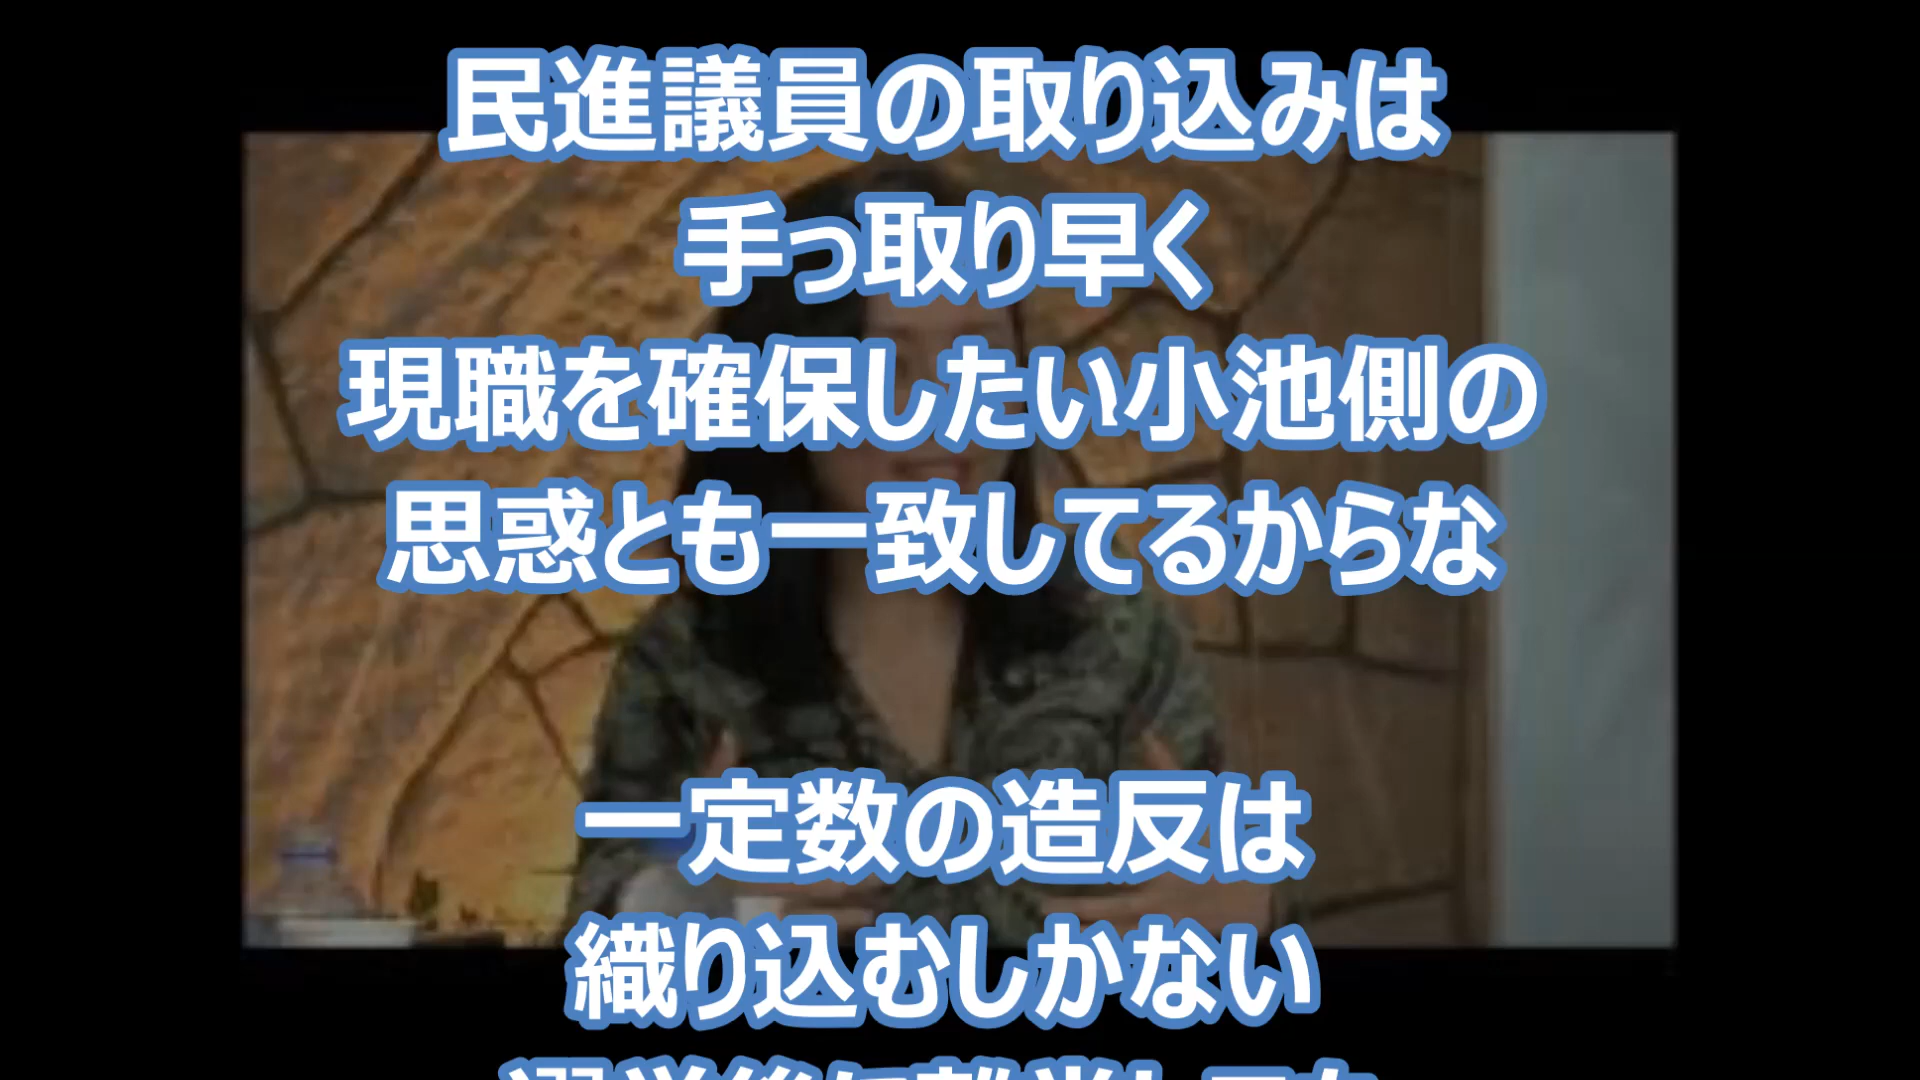 民進議員の取り込みは
手っ取り早く
現職を確保したい小池側の
思惑とも一致してるからな
一定数の造反は
織り込むしかない